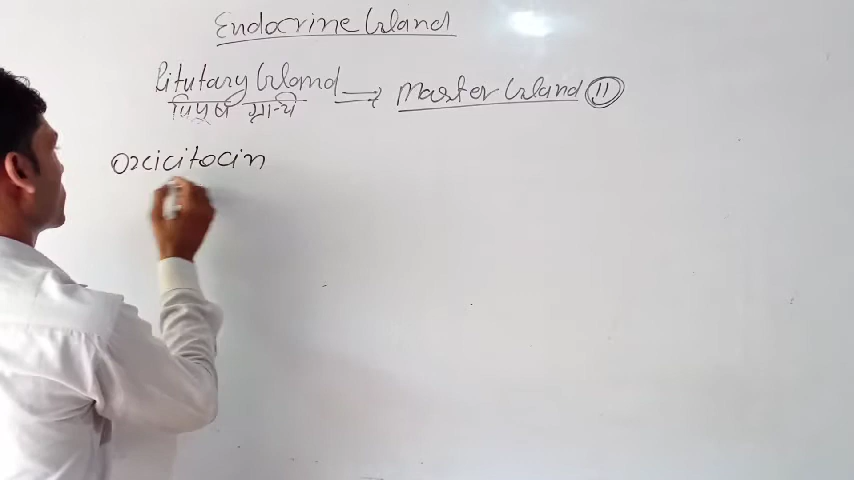 Endocrine Gland
Pitutary Gland → Master Gland 11
पियुष ग्रन्थी
Oxcicitocin